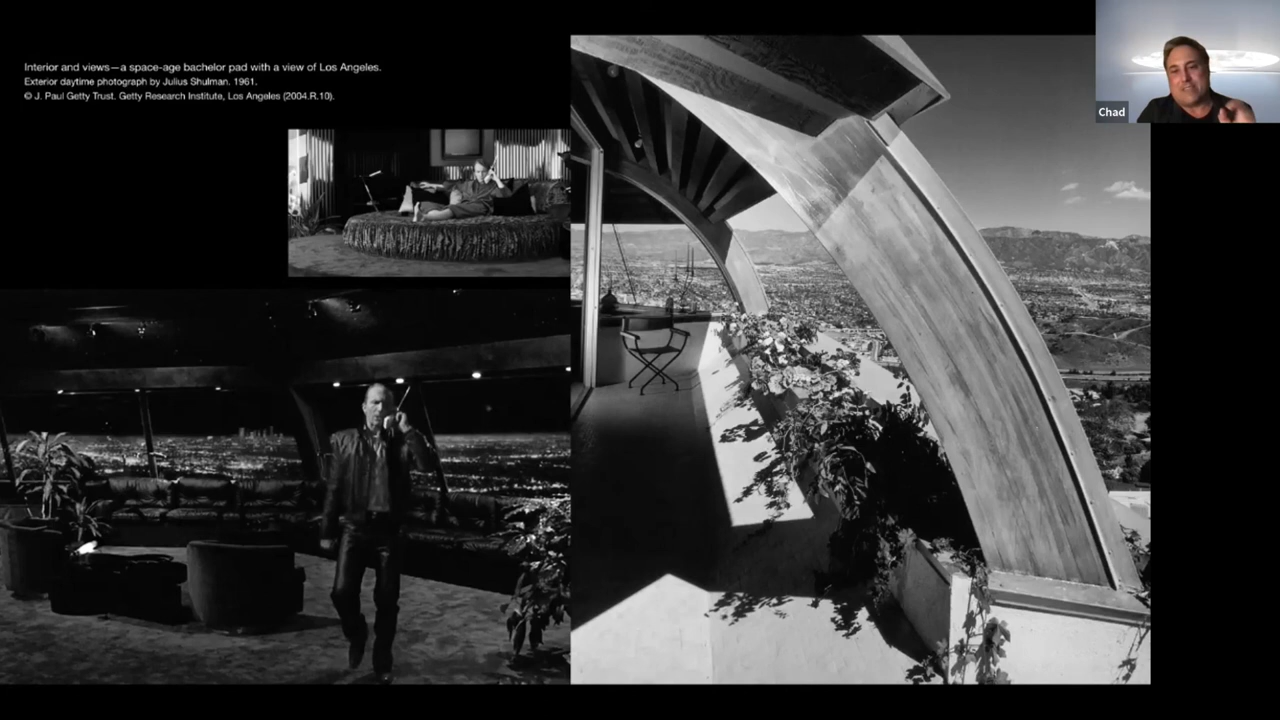 Interior and views—a space-age bachelor pad with a view of Los Angeles.
Exterior daytime photograph by Julius Shulman. 1961.
© J. Paul Getty Trust. Getty Research Institute, Los Angeles (2004.R.10).
Chad